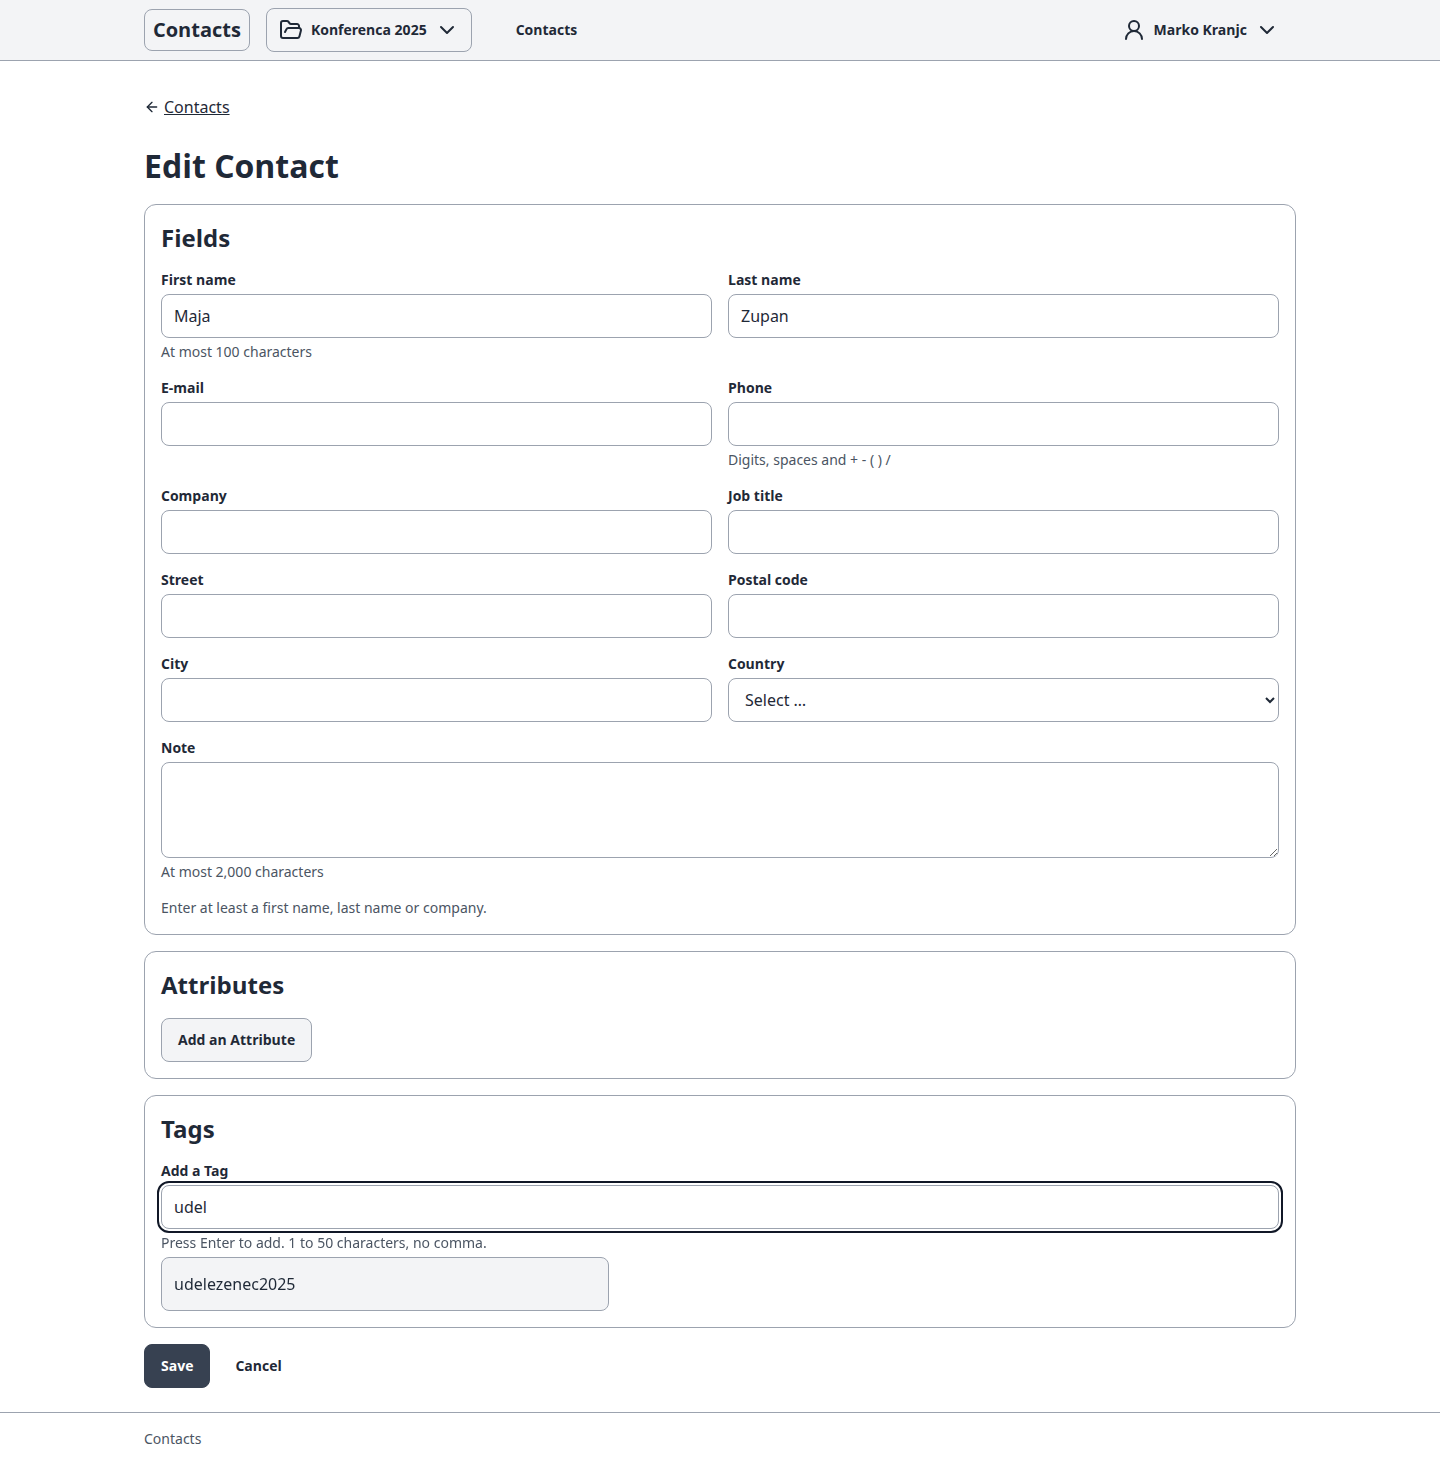 Contacts Konferenca 2025 Contacts Marko Kranjc
← Contacts
Edit Contact
Fields
First name Last name
Maja Zupan
At most 100 characters
E-mail Phone
Digits, spaces and + - ( ) /
Company Job title
Street Postal code
City Country
Select ...
Note
At most 2,000 characters
Enter at least a first name, last name or company.
Attributes
Add an Attribute
Tags
Add a Tag
udel
Press Enter to add. 1 to 50 characters, no comma.
udelezenec2025
Save Cancel
Contacts